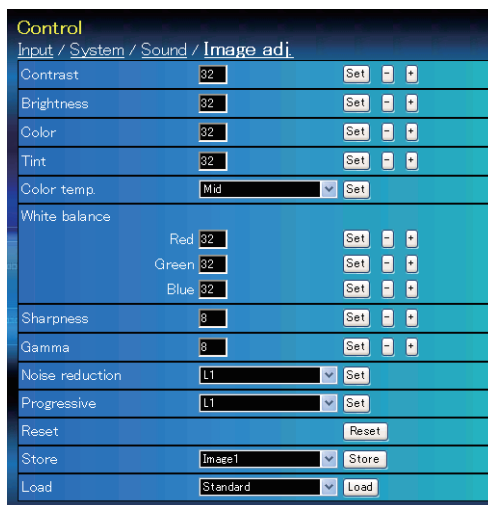 Control
Input / System / Sound / Image adj.
Contrast 32 Set - +
Brightness 32 Set - +
Color 32 Set - +
Tint 32 Set - +
Color temp. Mid Set
White balance
Red 32 Set - +
Green 32 Set - +
Blue 32 Set - +
Sharpness 8 Set - +
Gamma 8 Set - +
Noise reduction L1 Set
Progressive L1 Set
Reset Reset
Store Image1 Store
Load Standard Load